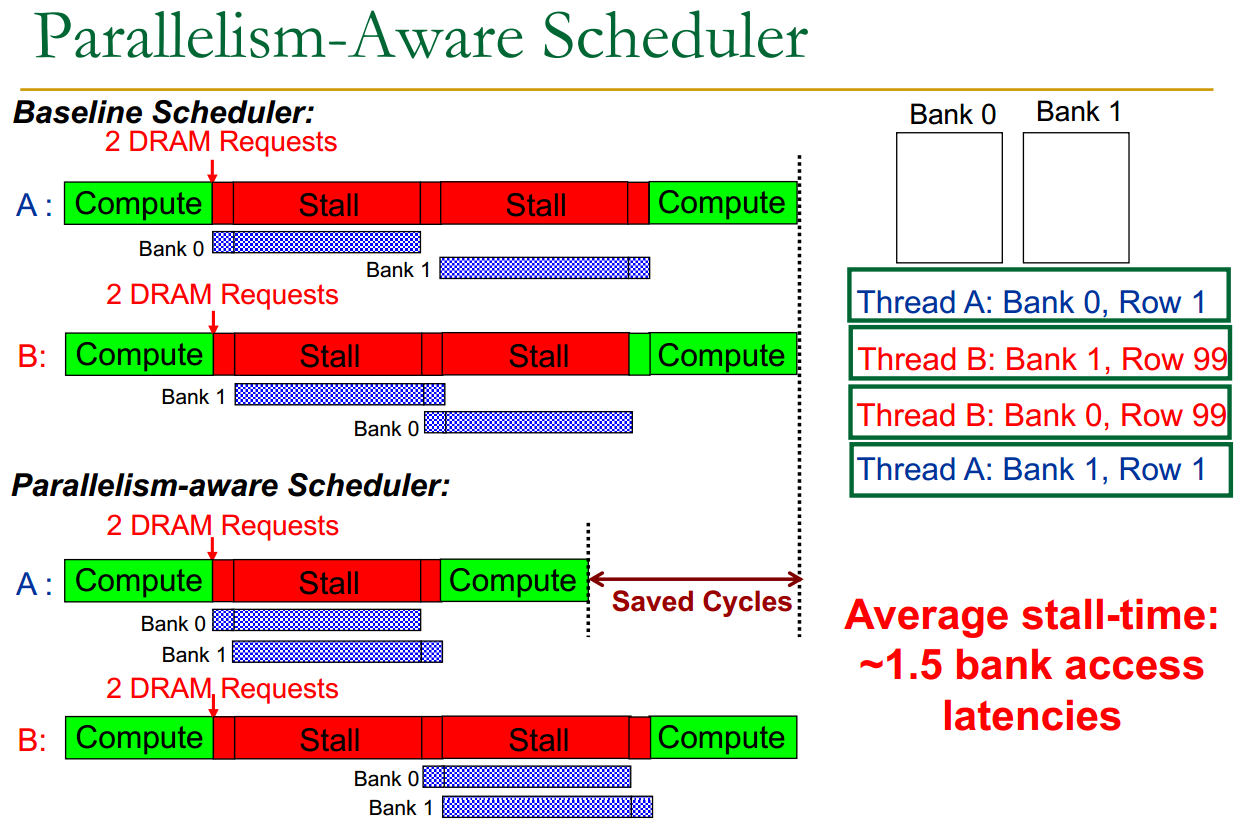 Parallelism-Aware Scheduler
Baseline Scheduler:
2 DRAM Requests
A : Compute Stall Stall Compute
Bank 0
Bank 1
2 DRAM Requests
B: Compute Stall Stall Compute
Bank 1
Bank 0
Parallelism-aware Scheduler:
2 DRAM Requests
A : Compute Stall Compute
Saved Cycles
Bank 0
Bank 1
2 DRAM Requests
B: Compute Stall Stall Compute
Bank 0
Bank 1
Bank 0 Bank 1
Thread A: Bank 0, Row 1
Thread B: Bank 1, Row 99
Thread B: Bank 0, Row 99
Thread A: Bank 1, Row 1
Average stall-time:
~1.5 bank access
latencies